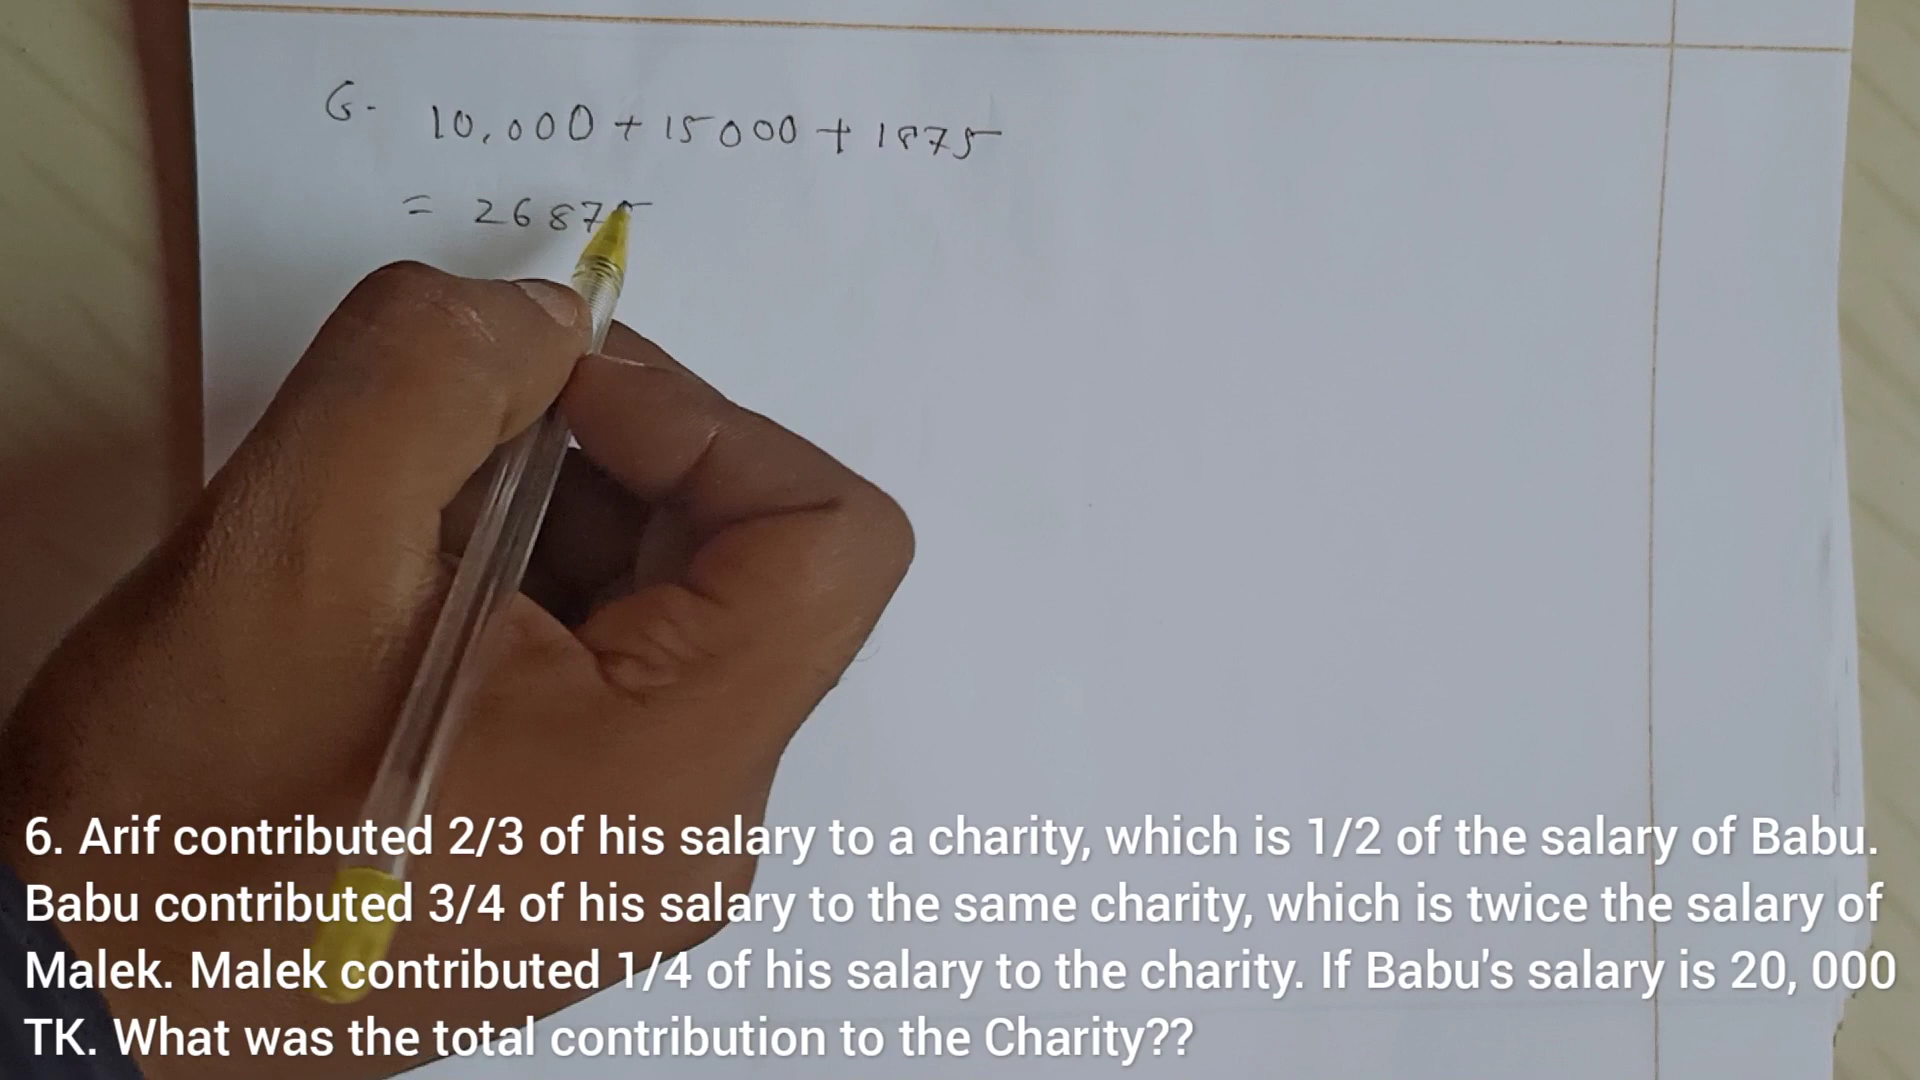 6. 10,000 + 15000 + 1875
= 26875
6. Arif contributed 2/3 of his salary to a charity, which is 1/2 of the salary of Babu.
Babu contributed 3/4 of his salary to the same charity, which is twice the salary of
Malek. Malek contributed 1/4 of his salary to the charity. If Babu's salary is 20, 000
TK. What was the total contribution to the Charity??